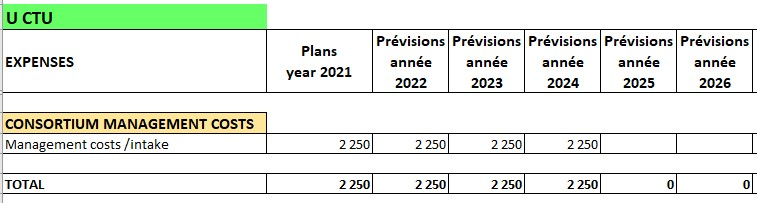 U CTU
EXPENSES Plans year 2021 Prévisions année 2022 Prévisions année 2023 Prévisions année 2024 Prévisions année 2025 Prévisions année 2026
CONSORTIUM MANAGEMENT COSTS
Management costs /intake 2 250 2 250 2 250 2 250
TOTAL 2 250 2 250 2 250 2 250 0 0